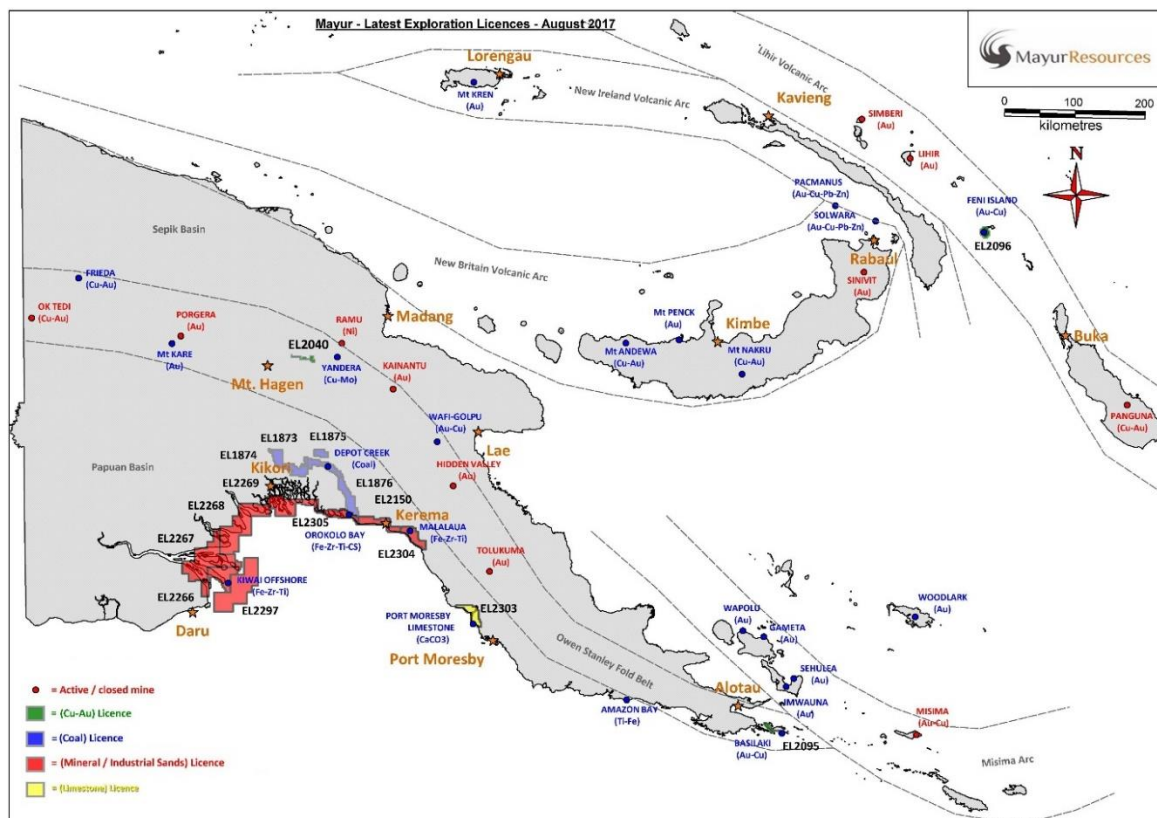 Mayur - Latest Exploration Licences - August 2017
MayurResources
0 100 200
kilometres
N
Lorengau
Mt KREN
(Au)
New Ireland Volcanic Arc
Lihir Volcanic Arc
Kavieng
SIMBERI
(Au)
LIHIR
(Au)
PACMANUS
(Au-Cu-Pb-Zn)
SOLWARA
(Au-Cu-Pb-Zn)
FENI ISLAND
(Au-Cu)
EL2096
Rabaul
SINIVIT
(Au)
Sepik Basin
New Britain Volcanic Arc
FRIEDA
(Cu-Au)
OK TEDI
(Cu-Au)
PORGERA
(Au)
Mt KARE
(Au)
RAMU
(Ni)
Madang
EL2040
YANDERA
(Cu-Mo)
Mt. Hagen
KAINANTU
(Au)
Mt PENCK
(Au)
Kimbe
Mt ANDEWA
(Cu-Au)
Mt NAKRU
(Cu-Au)
Buka
PANGUNA
(Cu-Au)
WAFI-GOLPU
(Au-Cu)
Lae
HIDDEN VALLEY
(Au)
EL1873
EL1875
EL1874
DEPOT CREEK
(Coal)
Papuan Basin
Kikori
EL2269
EL1876
EL2150
EL2268
EL2305
Kerema
OROKOLO BAY
(Fe-Zr-Ti-CS)
MALALAUA
(Fe-Zr-Ti)
EL2304
EL2267
KIWAI OFFSHORE
(Fe-Zr-Ti)
EL2266
EL2297
Daru
TOLUKUMA
(Au)
EL2303
PORT MORESBY
LIMESTONE
(CaCO3)
Port Moresby
Owen Stanley Fold Belt
WAPOLU
(Au)
GAMETA
(Au)
WOODLARK
(Au)
SEHULEA
(Au)
IMWAUNA
(Au)
Alotau
AMAZON BAY
(Ti-Fe)
BASILAKI
(Au-Cu)
EL2095
MISIMA
(Au-Cu)
Misima Arc
= Active / closed mine
= (Cu-Au) Licence
= (Coal) Licence
= (Mineral / Industrial Sands) Licence
= (Limestone) Licence